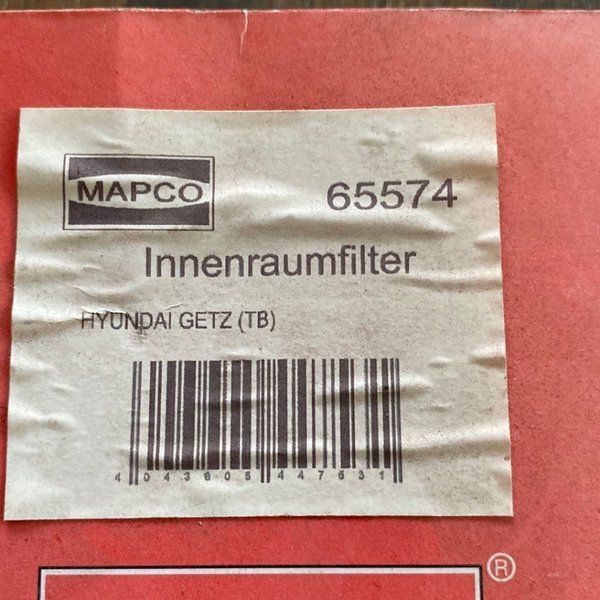 MAPCO
65574
Innenraumfilter
HYUNDAI GETZ (TB)
4 043605 447631
®